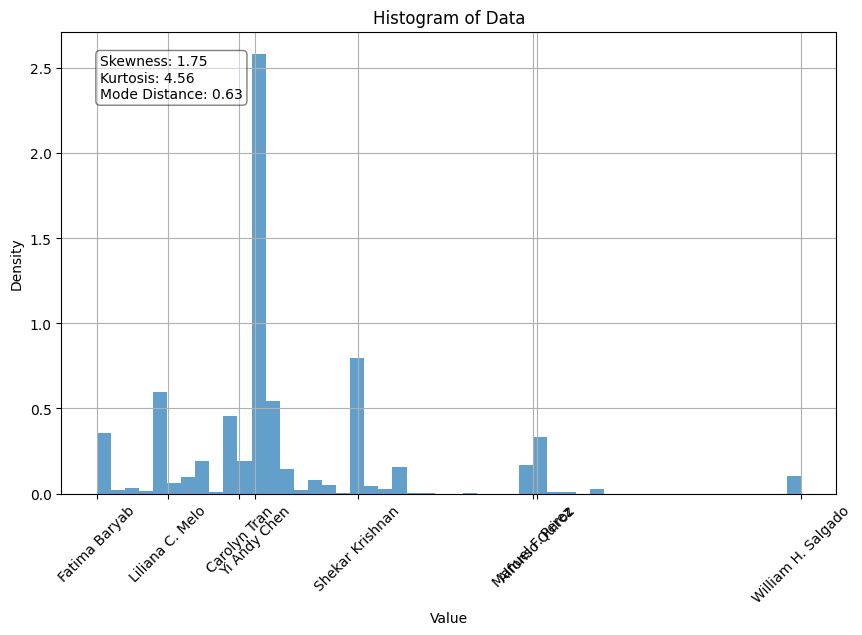 Histogram of Data
Skewness: 1.75
Kurtosis: 4.56
Mode Distance: 0.63
Density
2.5
2.0
1.5
1.0
0.5
0.0
Fatima Baryab
Liliana C. Melo
Carolyn Tran
Yi Andy Chen
Shekar Krishnan
William H. Salgado
Value